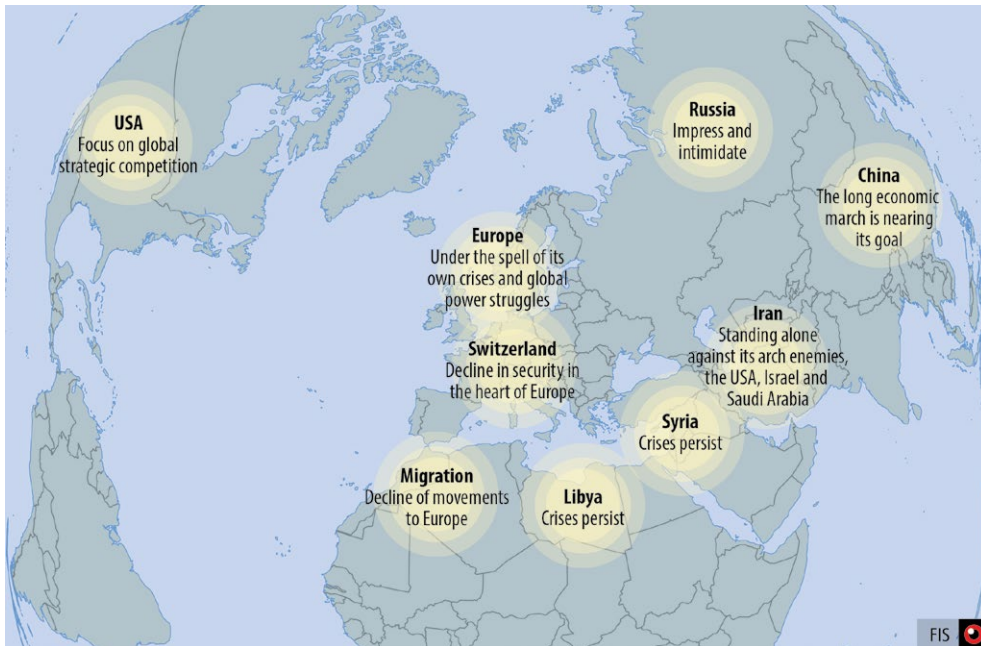 USA
Focus on global
strategic competition
Russia
Impress and
intimidate
China
The long economic
march is nearing
its goal
Europe
Under the spell of its
own crises and global
power struggles
Iran
Standing alone
against its arch enemies,
the USA, Israel and
Saudi Arabia
Switzerland
Decline in security in
the heart of Europe
Syria
Crises persist
Migration
Decline of movements
to Europe
Libya
Crises persist
FIS